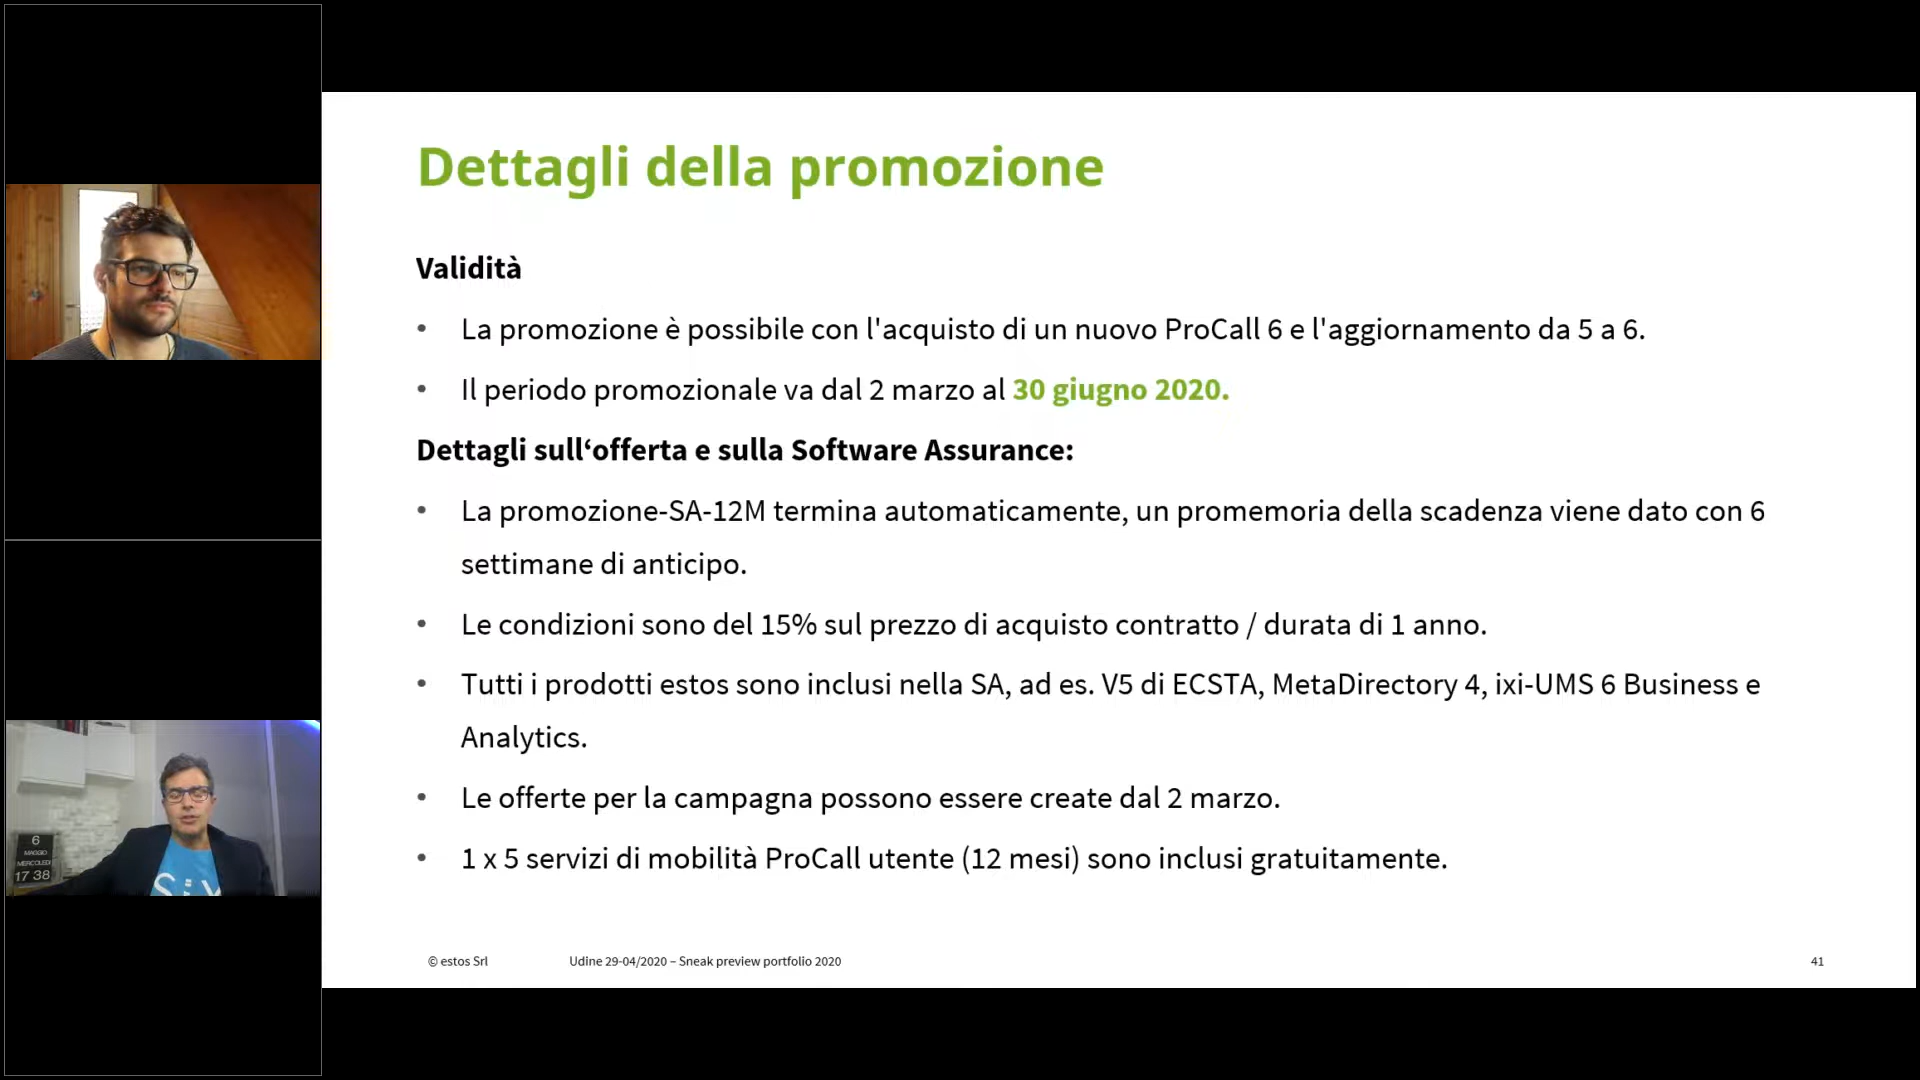 Dettagli della promozione
Validità
• La promozione è possibile con l'acquisto di un nuovo ProCall 6 e l'aggiornamento da 5 a 6.
• Il periodo promozionale va dal 2 marzo al 30 giugno 2020.
Dettagli sull‘offerta e sulla Software Assurance:
• La promozione-SA-12M termina automaticamente, un promemoria della scadenza viene dato con 6
settimane di anticipo.
• Le condizioni sono del 15% sul prezzo di acquisto contratto / durata di 1 anno.
• Tutti i prodotti estos sono inclusi nella SA, ad es. V5 di ECSTA, MetaDirectory 4, ixi-UMS 6 Business e
Analytics.
• Le offerte per la campagna possono essere create dal 2 marzo.
• 1 x 5 servizi di mobilità ProCall utente (12 mesi) sono inclusi gratuitamente.
© estos Srl
Udine 29-04/2020 – Sneak preview portfolio 2020
41
6
MAGGIO
MERCOLEDÌ
17 38